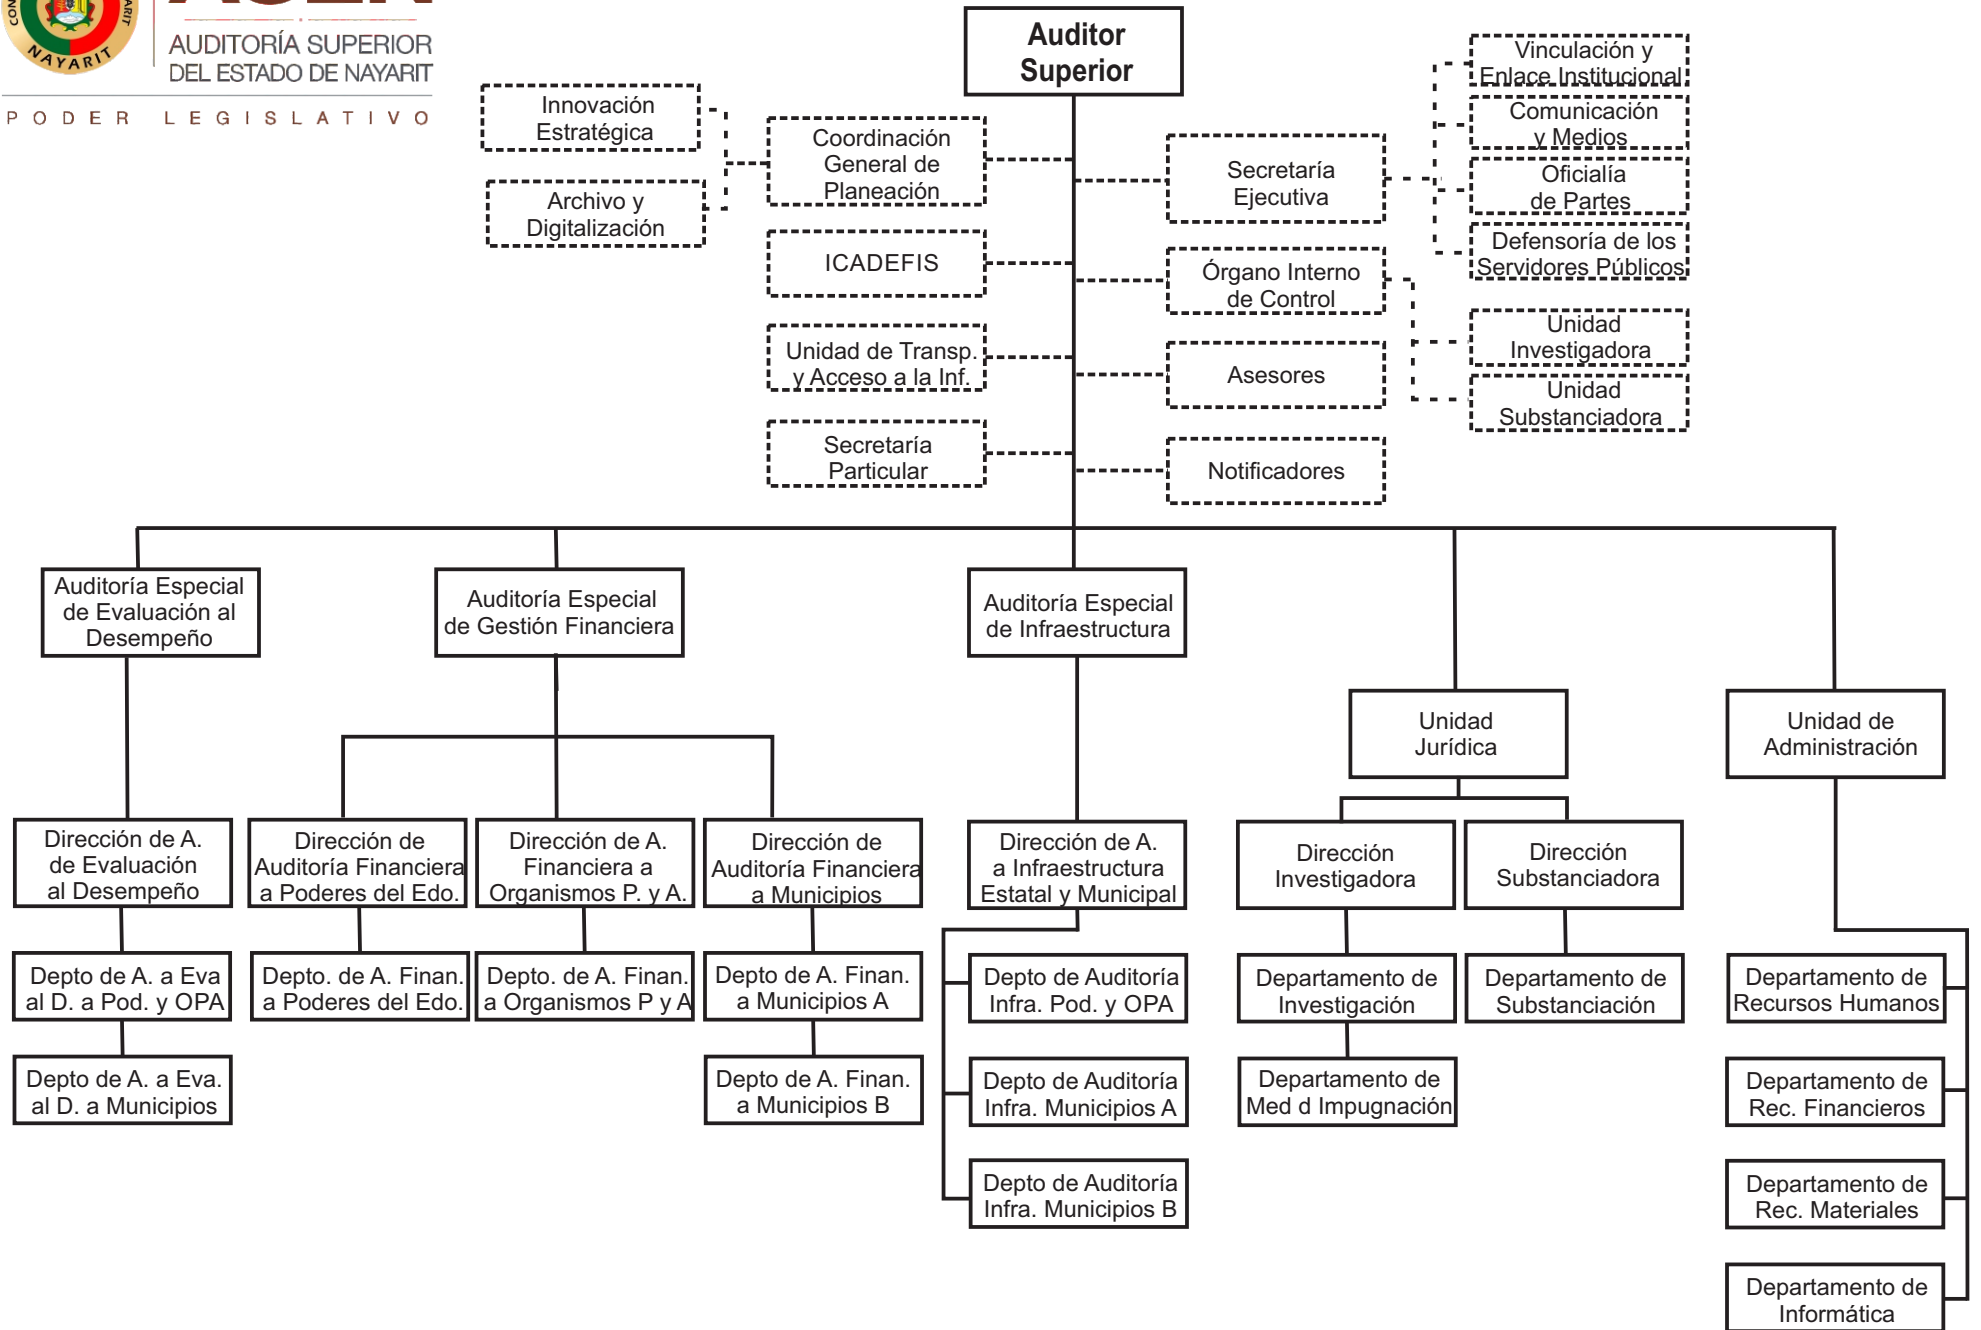 NAYARIT
AUDITORÍA SUPERIOR
DEL ESTADO DE NAYARIT
PODER LEGISLATIVO
Auditor
Superior
Innovación
Estratégica
Archivo y
Digitalización
Coordinación
General de
Planeación
ICADEFIS
Unidad de Transp.
y Acceso a la Inf.
Secretaría
Particular
Secretaría
Ejecutiva
Órgano Interno
de Control
Asesores
Notificadores
Vinculación y
Enlace Institucional
Comunicación
y Medios
Oficialía
de Partes
Defensoría de los
Servidores Públicos
Unidad
Investigadora
Unidad
Substanciadora
Auditoría Especial
de Evaluación al
Desempeño
Auditoría Especial
de Gestión Financiera
Auditoría Especial
de Infraestructura
Unidad
Jurídica
Unidad de
Administración
Dirección de A.
de Evaluación
al Desempeño
Dirección de
Auditoría Financiera
a Poderes del Edo.
Dirección de A.
Financiera a
Organismos P. y A.
Dirección de
Auditoría Financiera
a Municipios
Dirección de A.
a Infraestructura
Estatal y Municipal
Dirección
Investigadora
Dirección
Substanciadora
Depto de A. a Eva
al D. a Pod. y OPA
Depto. de A. Finan.
a Poderes del Edo.
Depto. de A. Finan.
a Organismos P y A
Depto de A. Finan.
a Municipios A
Depto de Auditoría
Infra. Pod. y OPA
Departamento de
Investigación
Departamento de
Substanciación
Departamento de
Recursos Humanos
Depto de A. a Eva.
al D. a Municipios
Depto de A. Finan.
a Municipios B
Depto de Auditoría
Infra. Municipios A
Departamento de
Med d Impugnación
Departamento de
Rec. Financieros
Depto de Auditoría
Infra. Municipios B
Departamento de
Rec. Materiales
Departamento de
Informática